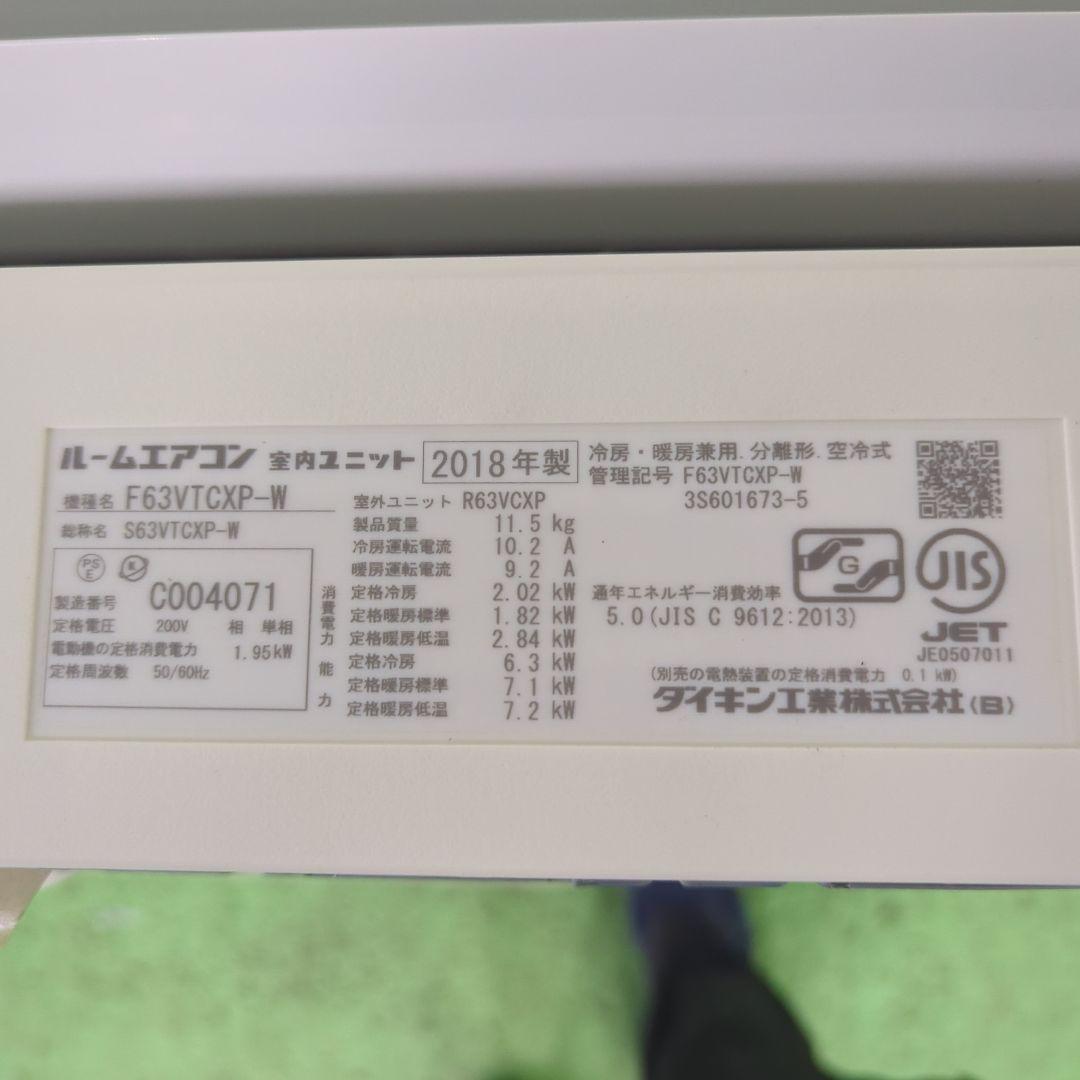 ルームエアコン 室内ユニット 2018年製
機種名 F63VTCXP-W
総称名 S63VTCXP-W
PS
E
製造番号 C004071
定格電圧 200V 相 単相
電動機の定格消費電力 1.95kW
定格周波数 50/60Hz
室外ユニット R63VCXP
製品質量 11.5 kg
冷房運転電流 10.2 A
暖房運転電流 9.2 A
消費電力
定格冷房 2.02 kW
定格暖房標準 1.82 kW
定格暖房低温 2.84 kW
能力
定格冷房 6.3 kW
定格暖房標準 7.1 kW
定格暖房低温 7.2 kW
冷房・暖房兼用. 分離形. 空冷式
管理記号 F63VTCXP-W
3S601673-5
G
JIS
通年エネルギー消費効率
5.0(JIS C 9612:2013)
JET
JE0507011
(別売の電熱装置の定格消費電力 0.1 kW)
ダイキン工業株式会社(B)